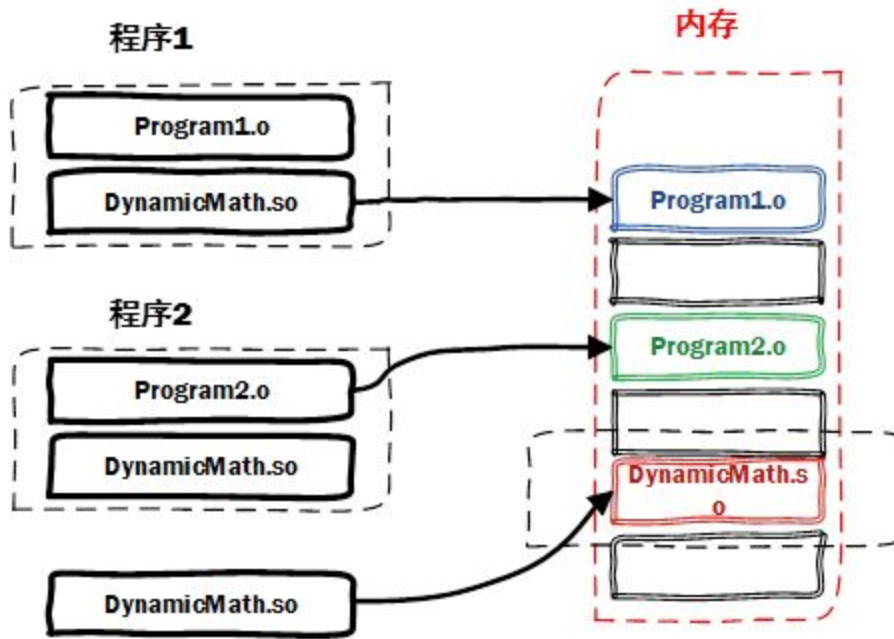 程序1
Program1.o
DynamicMath.so
程序2
Program2.o
DynamicMath.so
DynamicMath.so
内存
Program1.o
Program2.o
DynamicMath.s
o